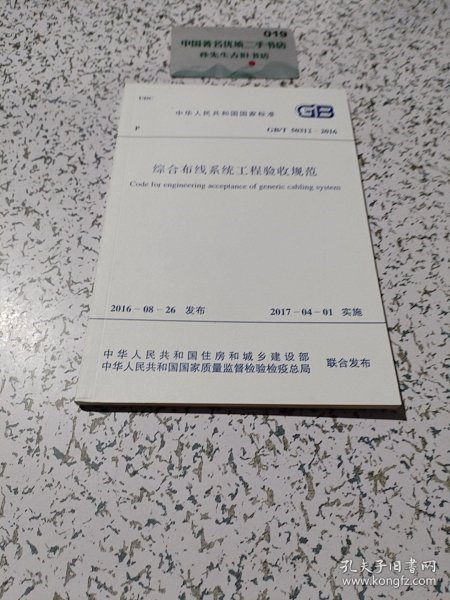 019
中国著名优质二手书店
孙先生古旧书店
UDC
中华人民共和国国家标准
GB
P
GB/T 50312-2016
综合布线系统工程验收规范
Code for engineering acceptance of generic cabling system
2016-08-26 发布
2017-04-01 实施
中华人民共和国住房和城乡建设部
中华人民共和国国家质量监督检验检疫总局
联合发布
孔夫子旧书网
www.kongfz.com